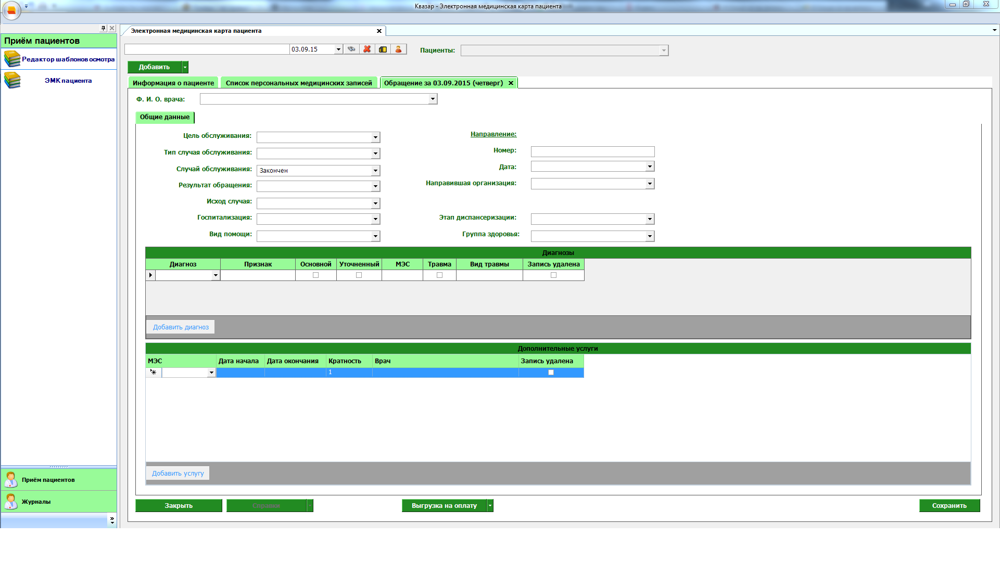 Квазар - Электронная медицинская карта пациента
Приём пациентов
Редактор шаблонов осмотра
ЭМК пациента
Электронная медицинская карта пациента
03.09.15
Пациенты:
Добавить
Информация о пациенте
Список персональных медицинских записей
Обращение за 03.09.2015 (четверг)
Ф. И. О. врача:
Общие данные
Цель обслуживания:
Направление:
Тип случая обслуживания:
Номер:
Случай обслуживания:
Закончен
Дата:
Результат обращения:
Направившая организация:
Исход случая:
Госпитализация:
Этап диспансеризации:
Вид помощи:
Группа здоровья:
Диагнозы
Диагноз Признак Основной Уточненный МЭС Травма Вид травмы Запись удалена
Добавить диагноз
Дополнительные услуги
МЭС Дата начала Дата окончания Кратность Врач Запись удалена
1
Добавить услугу
Приём пациентов
Журналы
Закрыть
Справки
Выгрузка на оплату
Сохранить